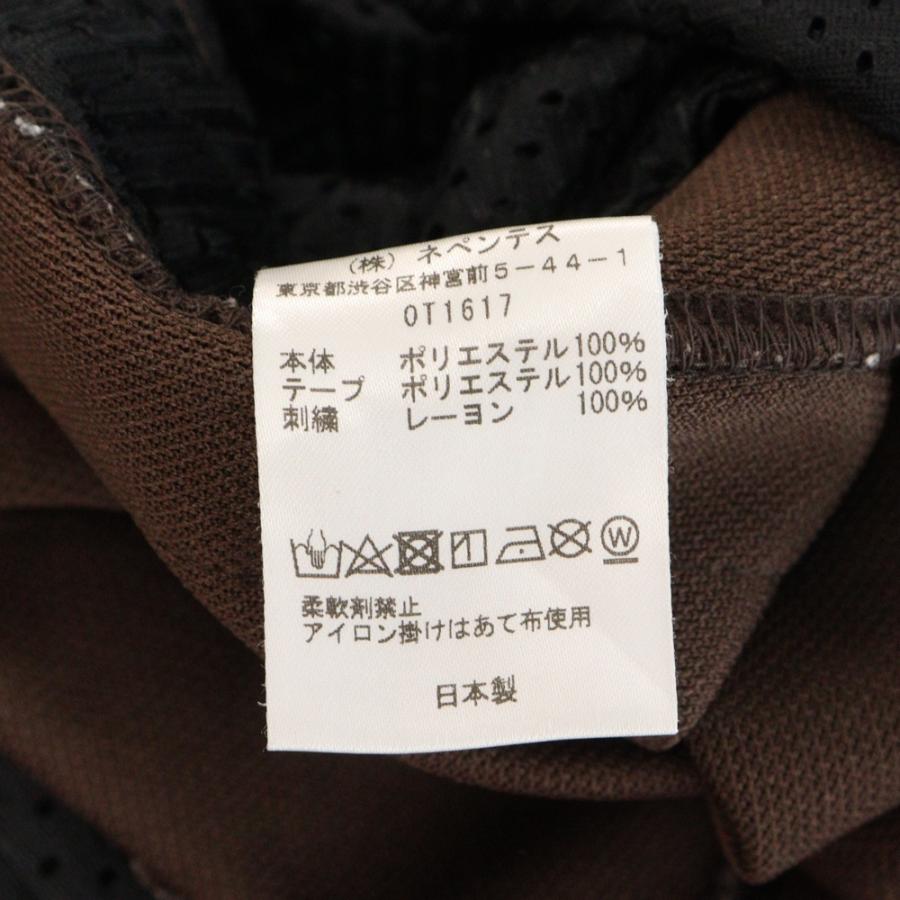 （株）ネペンテス
東京都渋谷区神宮前5－44－1
OT1617
本体 ポリエステル100%
テープ ポリエステル100%
刺繍 レーヨン 100%
W
柔軟剤禁止
アイロン掛けはあて布使用
日本製